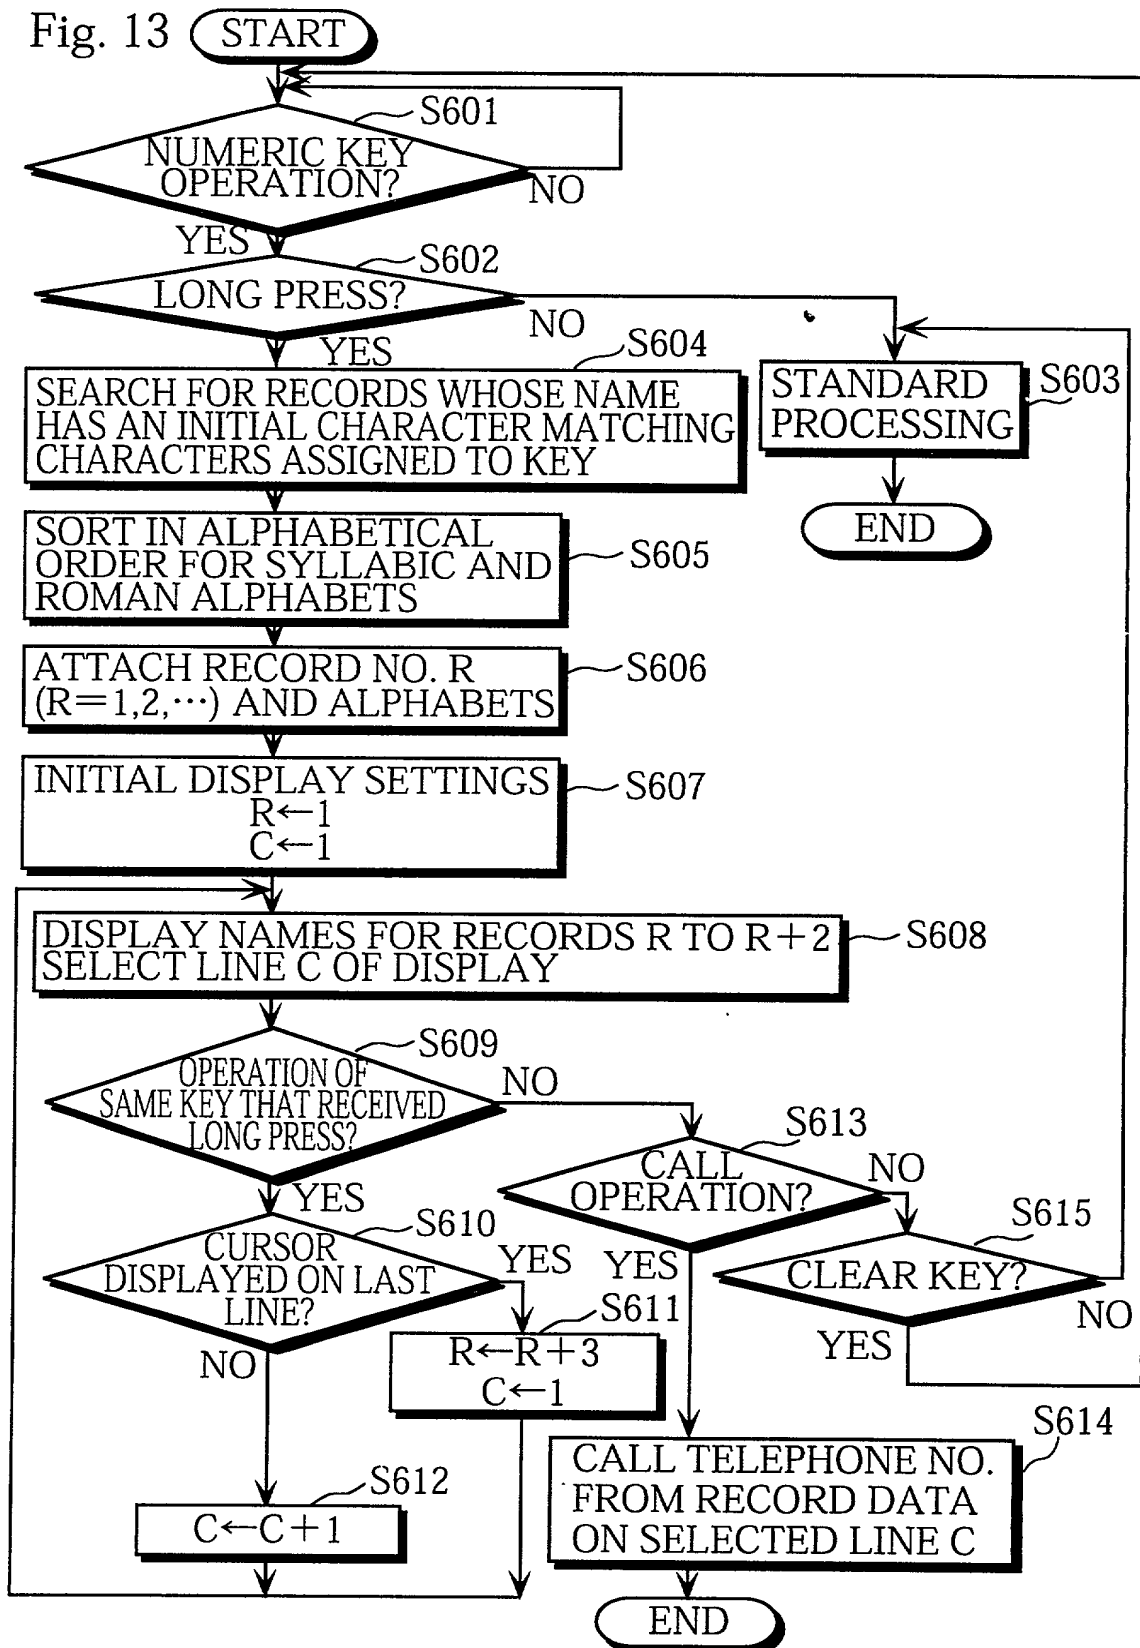 Fig. 13
START
S601
NUMERIC KEY
OPERATION?
NO
YES
S602
LONG PRESS?
NO
YES
S604
SEARCH FOR RECORDS WHOSE NAME
HAS AN INITIAL CHARACTER MATCHING
CHARACTERS ASSIGNED TO KEY
STANDARD
PROCESSING
S603
END
SORT IN ALPHABETICAL
ORDER FOR SYLLABIC AND
ROMAN ALPHABETS
S605
ATTACH RECORD NO. R
(R=1,2,⋯) AND ALPHABETS
S606
INITIAL DISPLAY SETTINGS
R←1
C←1
S607
DISPLAY NAMES FOR RECORDS R TO R+2
SELECT LINE C OF DISPLAY
S608
S609
OPERATION OF
SAME KEY THAT RECEIVED
LONG PRESS?
NO
YES
S613
CALL
OPERATION?
NO
YES
S610
CURSOR
DISPLAYED ON LAST
LINE?
YES
NO
S615
CLEAR KEY?
NO
YES
S611
R←R+3
C←1
S612
C←C+1
S614
CALL TELEPHONE NO.
FROM RECORD DATA
ON SELECTED LINE C
END